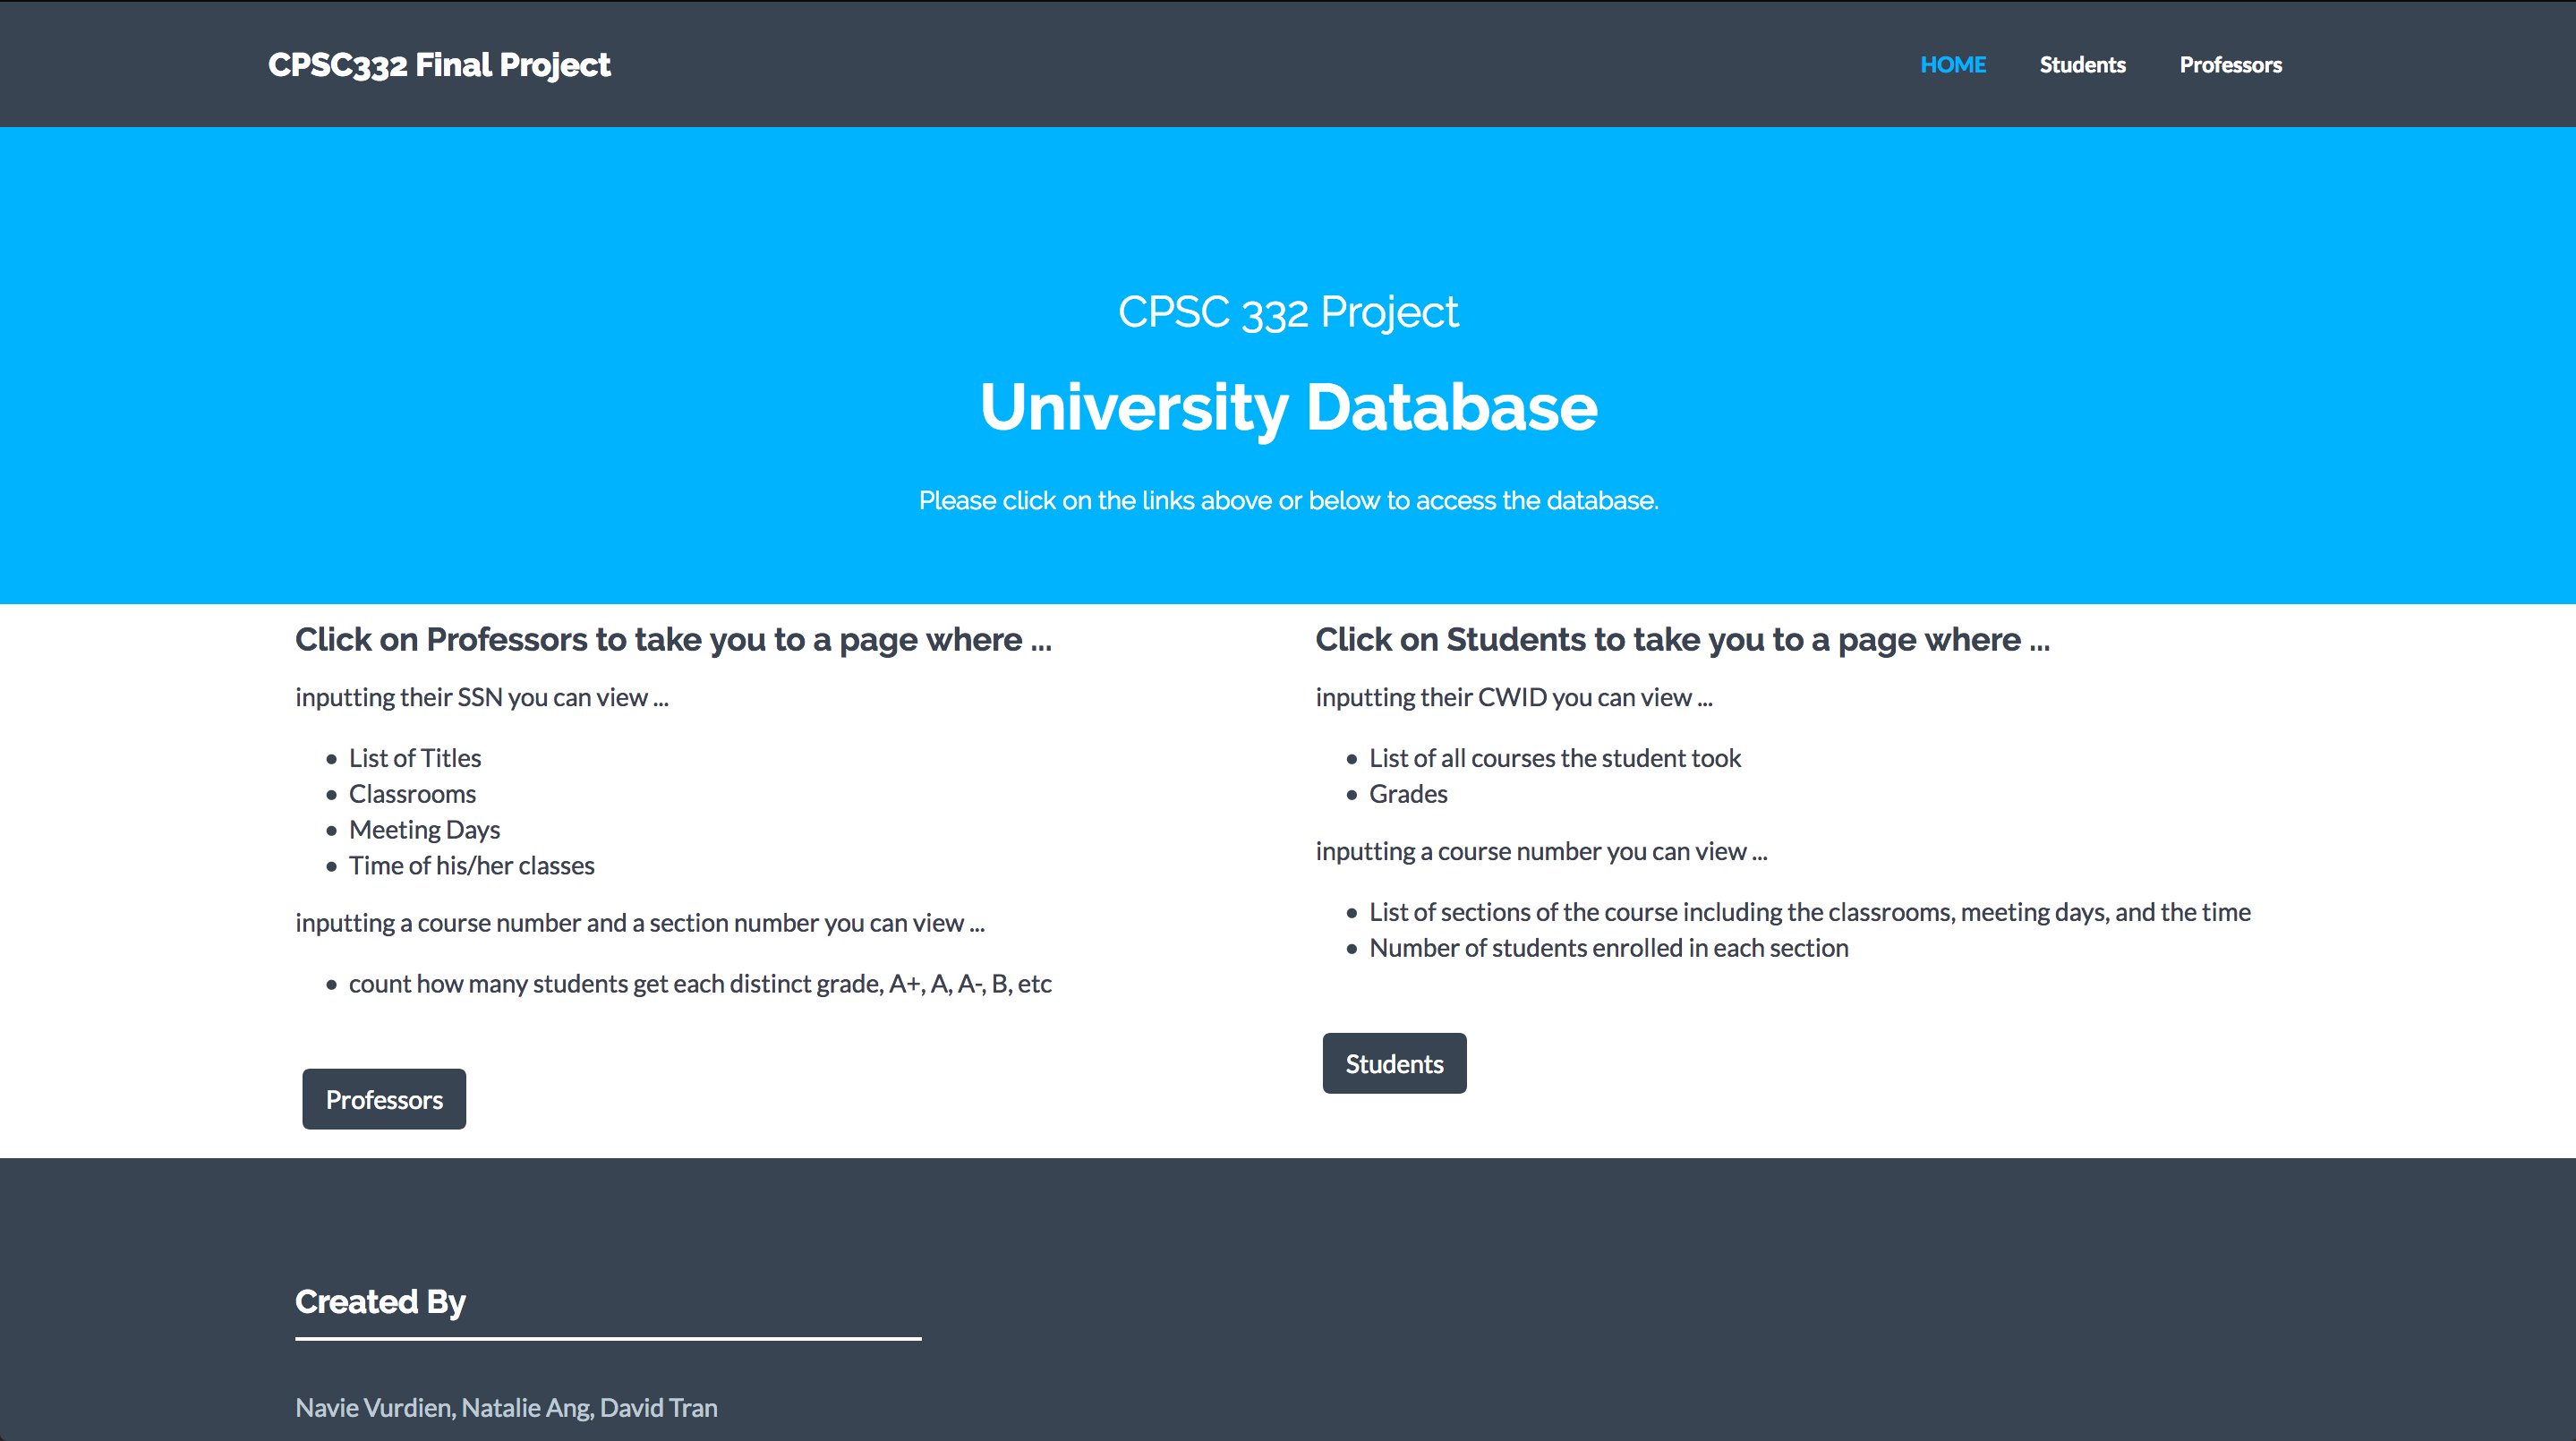 CPSC332 Final Project
HOME Students Professors
CPSC 332 Project
University Database
Please click on the links above or below to access the database.
Click on Professors to take you to a page where ...
inputting their SSN you can view ...
• List of Titles
• Classrooms
• Meeting Days
• Time of his/her classes
inputting a course number and a section number you can view ...
• count how many students get each distinct grade, A+, A, A-, B, etc
Professors
Click on Students to take you to a page where ...
inputting their CWID you can view ...
• List of all courses the student took
• Grades
inputting a course number you can view ...
• List of sections of the course including the classrooms, meeting days, and the time
• Number of students enrolled in each section
Students
Created By
Navie Vurdien, Natalie Ang, David Tran